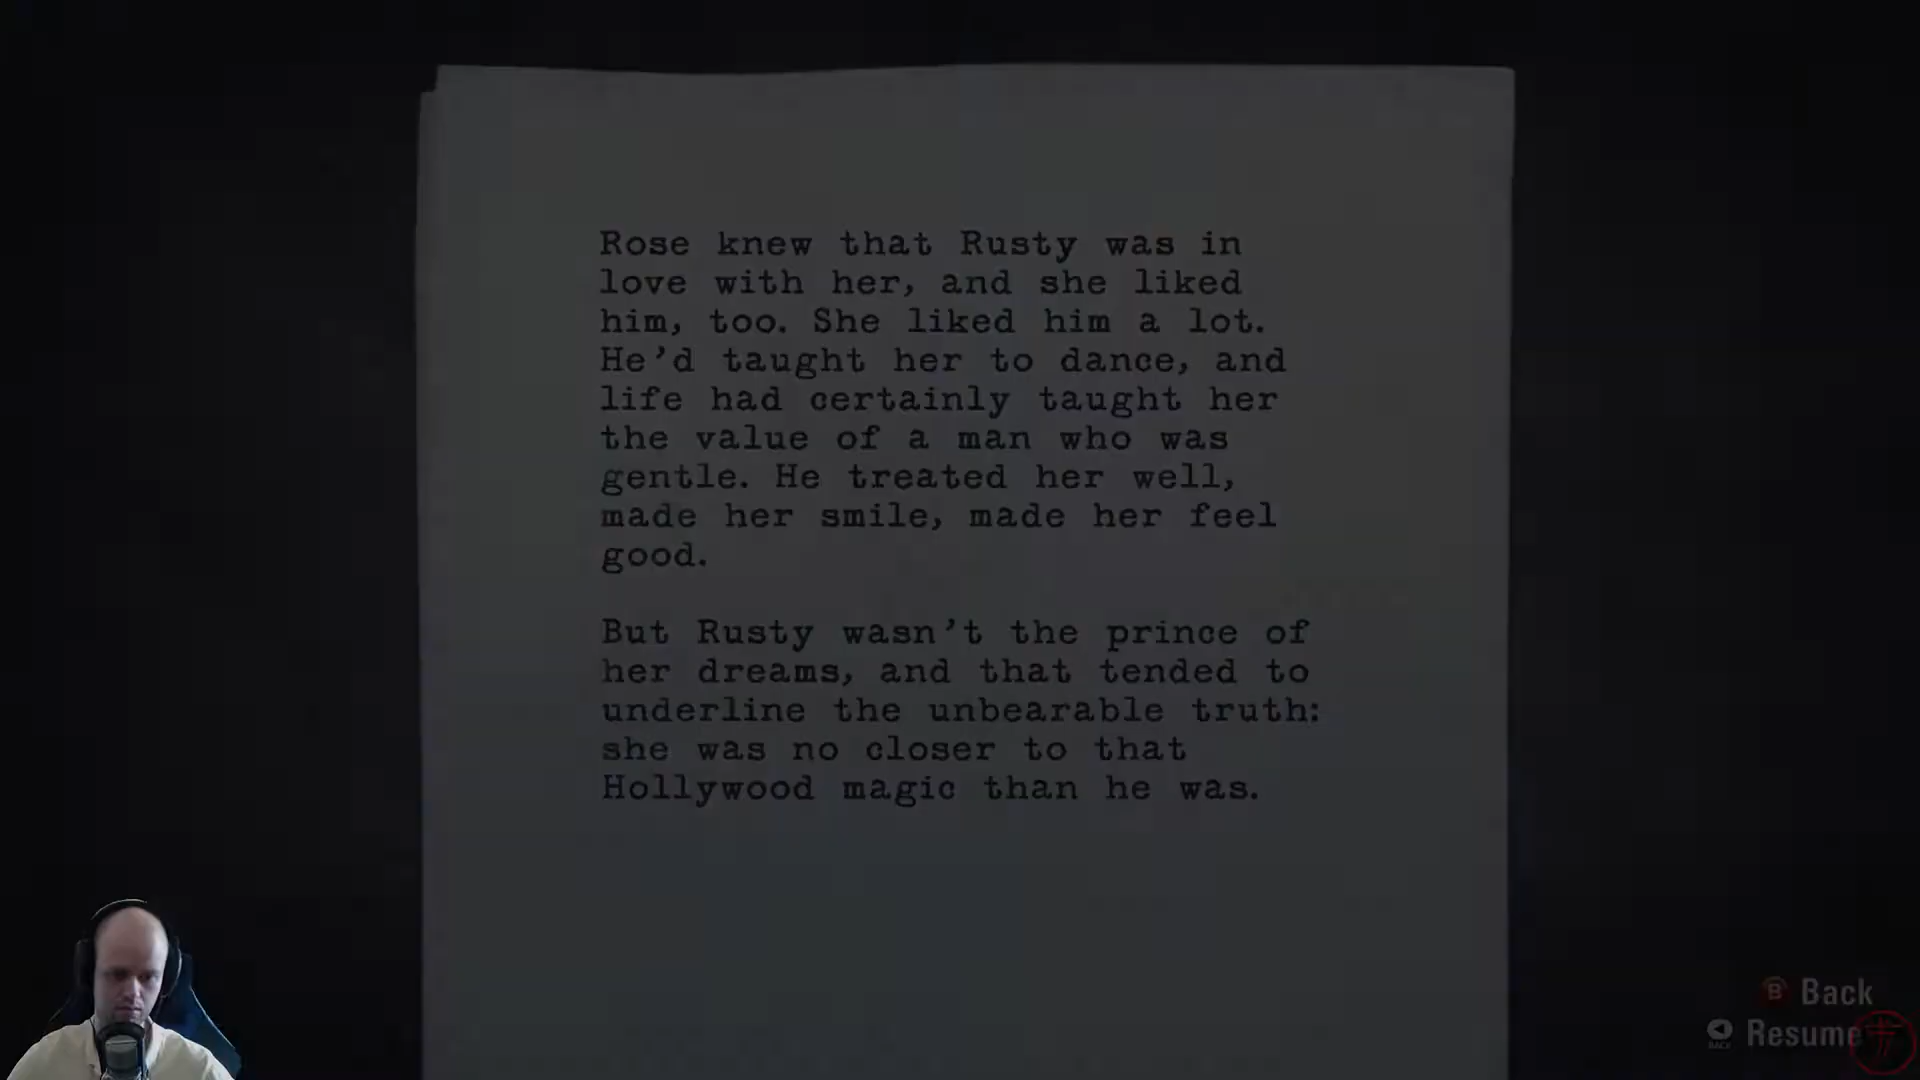 Rose knew that Rusty was in
love with her, and she liked
him, too. She liked him a lot.
He’d taught her to dance, and
life had certainly taught her
the value of a man who was
gentle. He treated her well,
made her smile, made her feel
good.
But Rusty wasn’t the prince of
her dreams, and that tended to
underline the unbearable truth:
she was no closer to that
Hollywood magic than he was.
B Back
BACK Resume